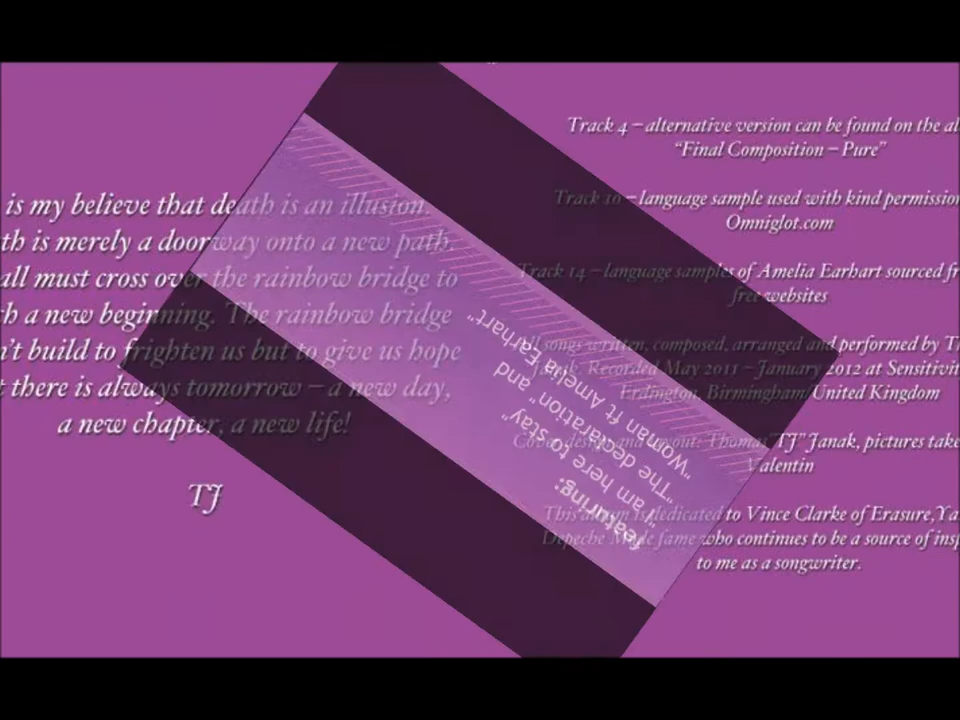 is my believe that death is an illusion.
th is merely a doorway onto a new path.
all must cross over the rainbow bridge to
h a new beginning. The rainbow bridge
n't build to frighten us but to give us hope
t there is always tomorrow – a new day,
a new chapter, a new life!
TJ
Track 4 – alternative version can be found on the al
“Final Composition – Pure”
Track 10 – language sample used with kind permission
Omniglot.com
Track 14 – language samples of Amelia Earhart sourced fr
free websites
All songs written, composed, arranged and performed by T
Janak. Recorded May 2011 – January 2012 at Sensitivi
Erdington, Birmingham/United Kingdom
Cover design and layout: Thomas "TJ" Janak, pictures take
Valentin
This album is dedicated to Vince Clarke of Erasure, Ya
Depeche Mode fame who continues to be a source of insp
to me as a songwriter.
featuring:
"I am here to stay"
"The declaration" and
"Woman ft Amelia Earhart"